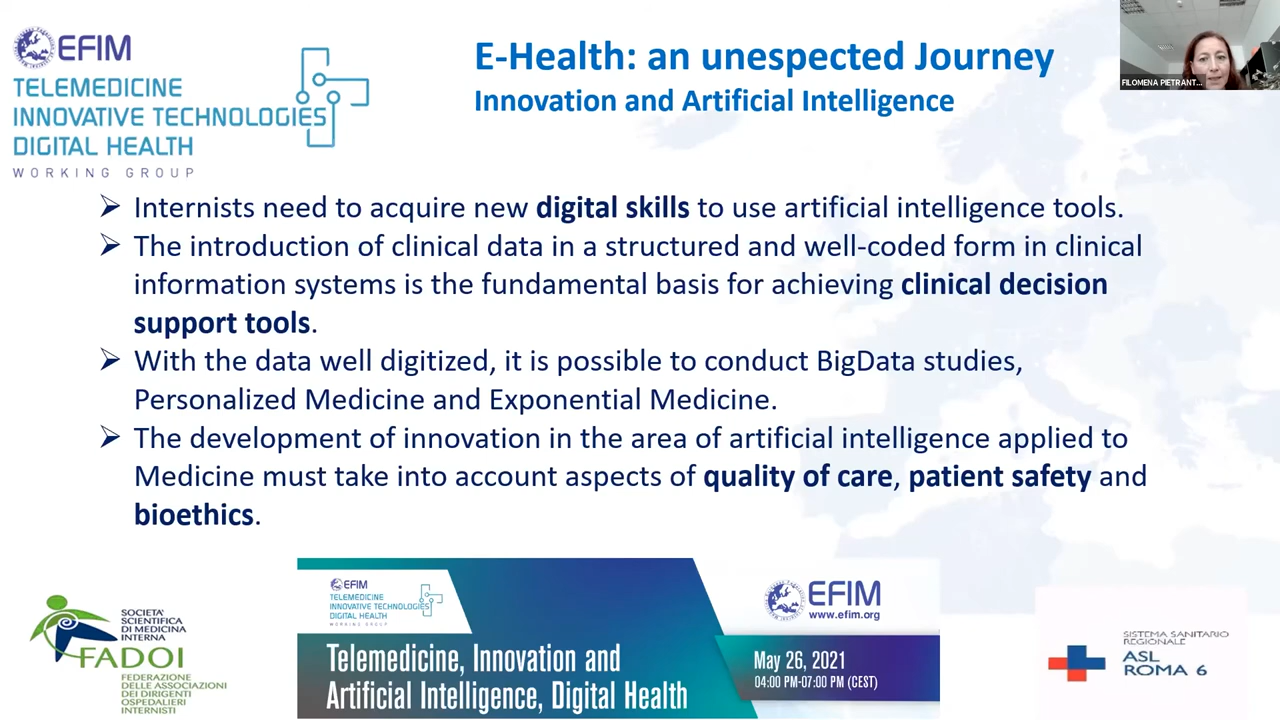 EFIM
TELEMEDICINE
INNOVATIVE TECHNOLOGIES
DIGITAL HEALTH
WORKING GROUP
E-Health: an unespected Journey
Innovation and Artificial Intelligence
FILOMENA PIETRANT...
➢ Internists need to acquire new digital skills to use artificial intelligence tools.
➢ The introduction of clinical data in a structured and well-coded form in clinical
information systems is the fundamental basis for achieving clinical decision
support tools.
➢ With the data well digitized, it is possible to conduct BigData studies,
Personalized Medicine and Exponential Medicine.
➢ The development of innovation in the area of artificial intelligence applied to
Medicine must take into account aspects of quality of care, patient safety and
bioethics.
SOCIETA'
SCIENTIFICA
DI MEDICINA
INTERNA
FADOI
FEDERAZIONE
DELLE ASSOCIAZIONI
DEI DIRIGENTI
OSPEDALIERI
INTERNISTI
EFIM
TELEMEDICINE
INNOVATIVE TECHNOLOGIES
DIGITAL HEALTH
WORKING GROUP
Telemedicine, Innovation and
Artificial Intelligence, Digital Health
EFIM
www.efim.org
May 26, 2021
04:00 PM-07:00 PM (CEST)
SISTEMA SANITARIO
REGIONALE
ASL
ROMA 6